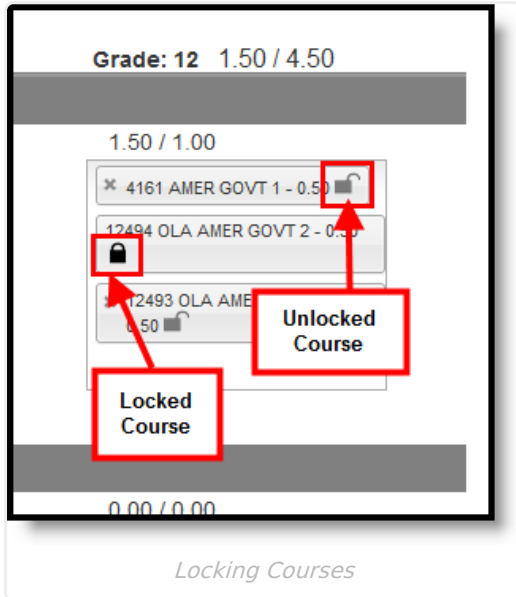 Grade: 12 1.50 / 4.50
1.50 / 1.00
× 4161 AMER GOVT 1 - 0.50
12494 OLA AMER GOVT 2 - 0.50
12493 OLA AME
0.50
Unlocked
Course
Locked
Course
0.00 / 0.00
Locking Courses